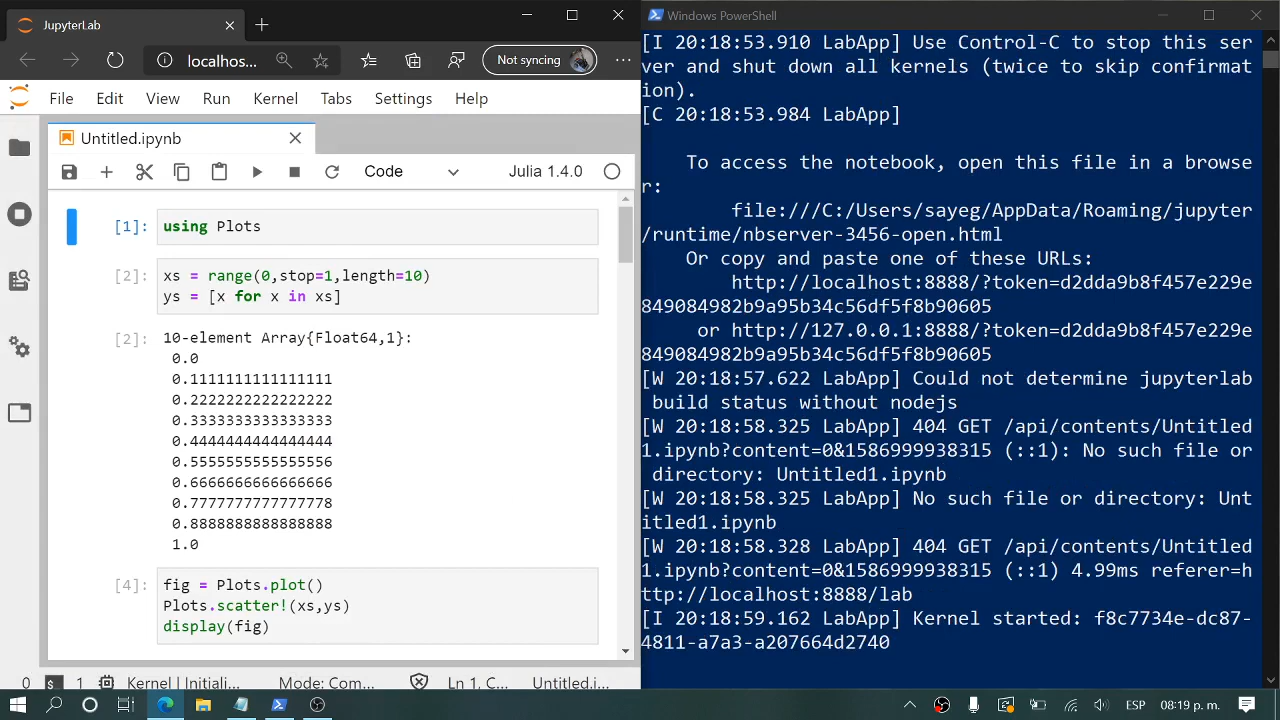 JupyterLab
localhos...
Not syncing
File Edit View Run Kernel Tabs Settings Help
Untitled.ipynb
Code
Julia 1.4.0
[1]: using Plots
[2]: xs = range(0,stop=1,length=10)
ys = [x for x in xs]
[2]: 10-element Array{Float64,1}:
0.0
0.1111111111111111
0.2222222222222222
0.3333333333333333
0.4444444444444444
0.5555555555555556
0.6666666666666666
0.7777777777777778
0.8888888888888888
1.0
[4]: fig = Plots.plot()
Plots.scatter!(xs,ys)
display(fig)
0 $ 1 Kernel | Initiali... Mode: Com... Ln 1, C... Untitled.i...
Windows PowerShell
[I 20:18:53.910 LabApp] Use Control-C to stop this ser
ver and shut down all kernels (twice to skip confirmat
ion).
[C 20:18:53.984 LabApp]
To access the notebook, open this file in a browse
r:
file:///C:/Users/sayeg/AppData/Roaming/jupyter
/runtime/nbserver-3456-open.html
Or copy and paste one of these URLs:
http://localhost:8888/?token=d2dda9b8f457e229e
849084982b9a95b34c56df5f8b90605
or http://127.0.0.1:8888/?token=d2dda9b8f457e229e
849084982b9a95b34c56df5f8b90605
[W 20:18:57.622 LabApp] Could not determine jupyterlab
build status without nodejs
[W 20:18:58.325 LabApp] 404 GET /api/contents/Untitled
1.ipynb?content=0&1586999938315 (::1): No such file or
directory: Untitled1.ipynb
[W 20:18:58.325 LabApp] No such file or directory: Unt
itled1.ipynb
[W 20:18:58.328 LabApp] 404 GET /api/contents/Untitled
1.ipynb?content=0&1586999938315 (::1) 4.99ms referer=h
ttp://localhost:8888/lab
[I 20:18:59.162 LabApp] Kernel started: f8c7734e-dc87-
4811-a7a3-a207664d2740
ESP 08:19 p. m.